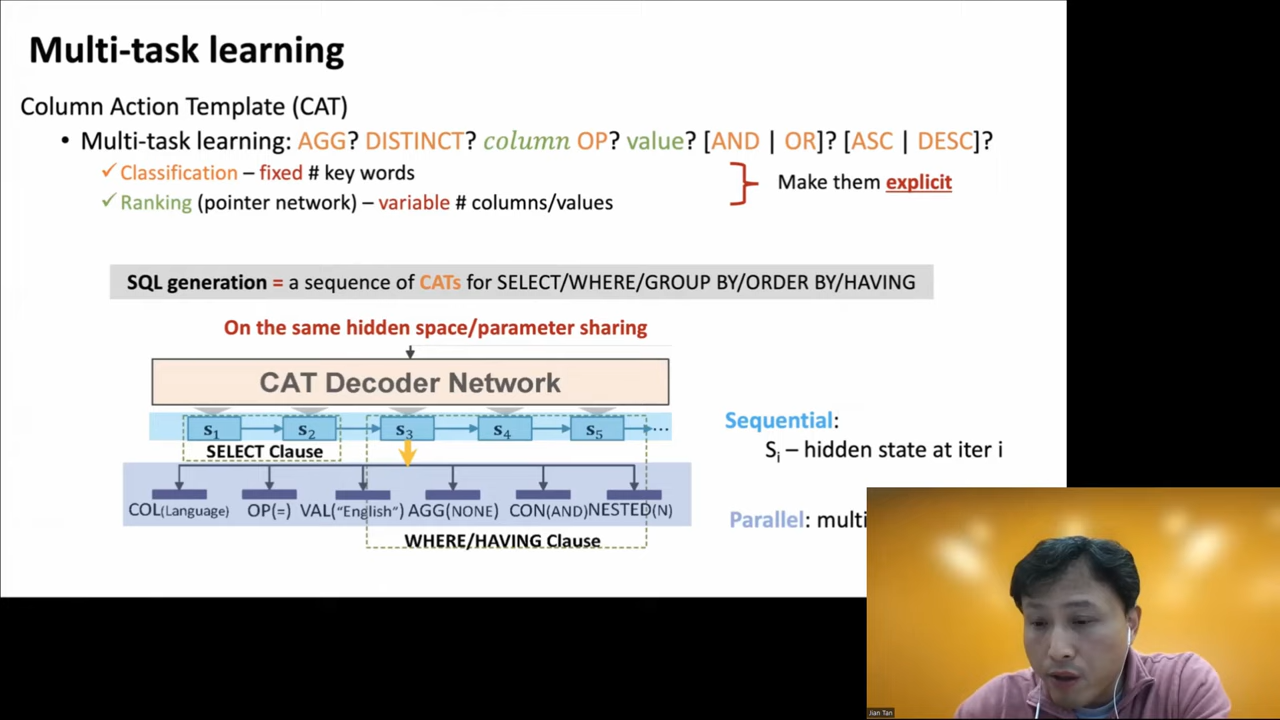 Multi-task learning
Column Action Template (CAT)
• Multi-task learning: AGG? DISTINCT? column OP? value? [AND | OR]? [ASC | DESC]?
✓Classification – fixed # key words
✓Ranking (pointer network) – variable # columns/values
Make them explicit
SQL generation = a sequence of CATs for SELECT/WHERE/GROUP BY/ORDER BY/HAVING
On the same hidden space/parameter sharing
CAT Decoder Network
s1 s2 s3 s4 s5 ...
SELECT Clause
COL(Language) OP(=) VAL("English") AGG(NONE) CON(AND) NESTED(N)
WHERE/HAVING Clause
Sequential:
Si – hidden state at iter i
Parallel: multi
Jian Tan